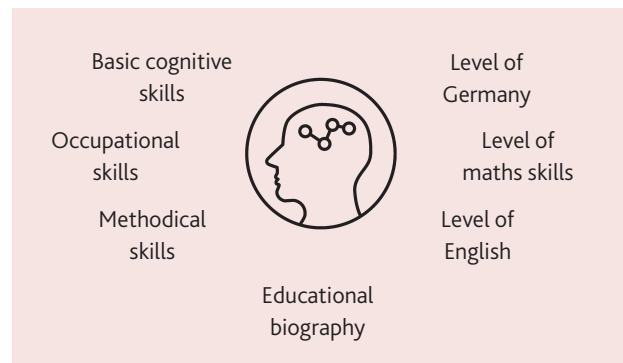 Basic cognitive
skills
Occupational
skills
Methodical
skills
Educational
biography
Level of
Germany
Level of
maths skills
Level of
English